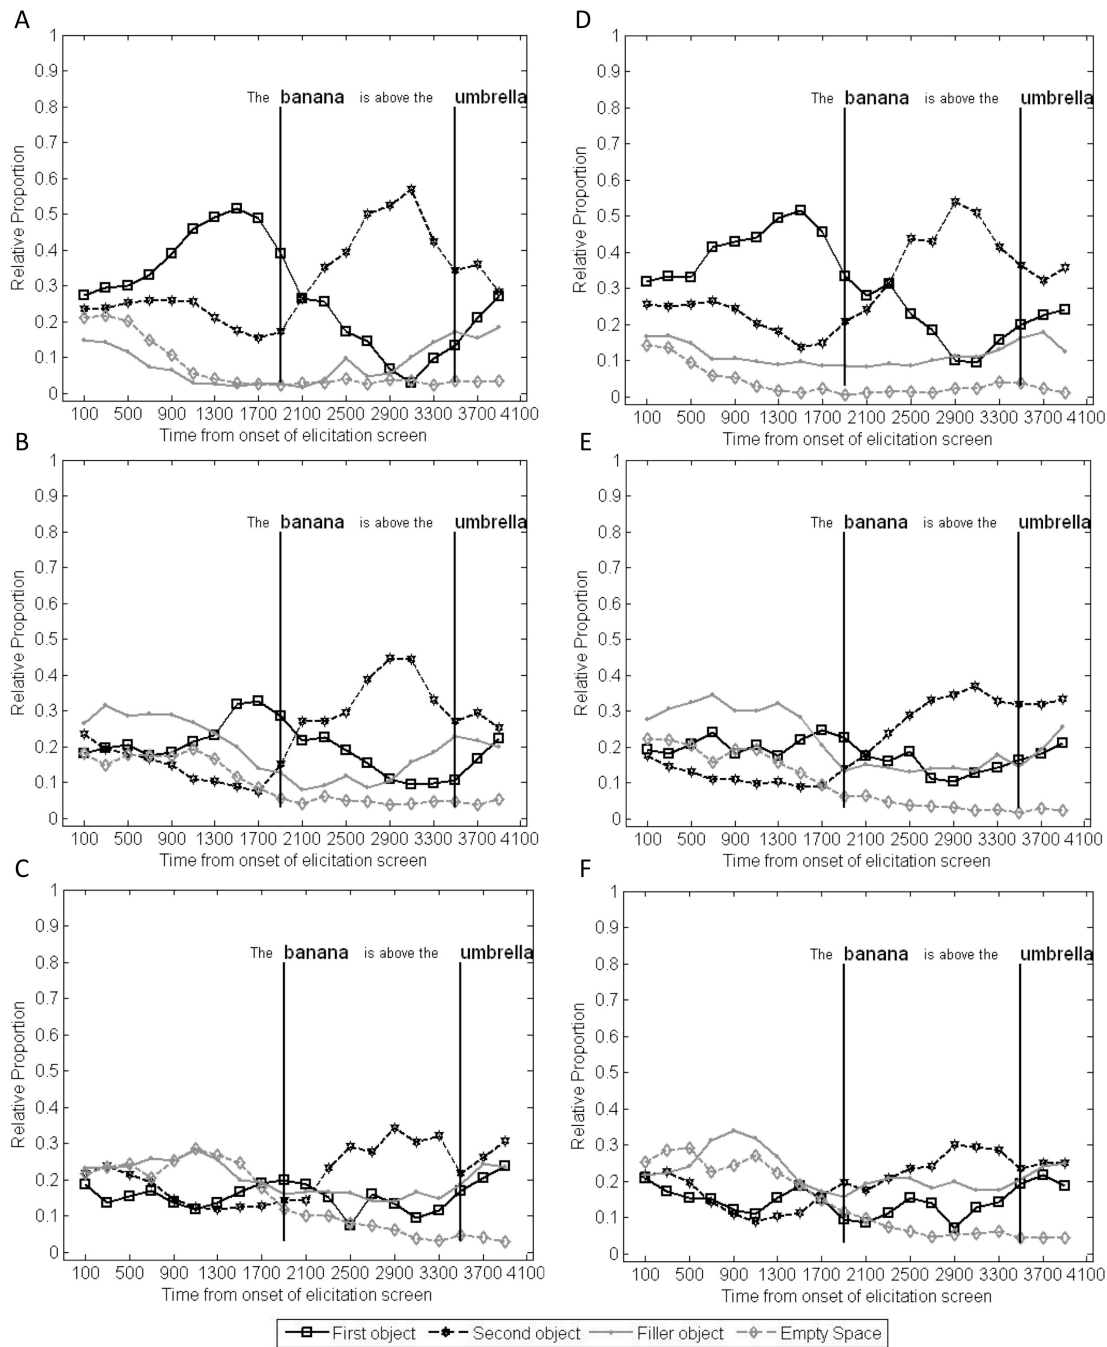 A
1
0.9
0.8
0.7
0.6
0.5
0.4
0.3
0.2
0.1
0
Relative Proportion
The banana is above the umbrella
100 500 900 1300 1700 2100 2500 2900 3300 3700 4100
Time from onset of elicitation screen
D
1
0.9
0.8
0.7
0.6
0.5
0.4
0.3
0.2
0.1
0
Relative Proportion
The banana is above the umbrella
100 500 900 1300 1700 2100 2500 2900 3300 3700 4100
Time from onset of elicitation screen
B
1
0.9
0.8
0.7
0.6
0.5
0.4
0.3
0.2
0.1
0
Relative Proportion
The banana is above the umbrella
100 500 900 1300 1700 2100 2500 2900 3300 3700 4100
Time from onset of elicitation screen
E
1
0.9
0.8
0.7
0.6
0.5
0.4
0.3
0.2
0.1
0
Relative Proportion
The banana is above the umbrella
100 500 900 1300 1700 2100 2500 2900 3300 3700 4100
Time from onset of elicitation screen
C
1
0.9
0.8
0.7
0.6
0.5
0.4
0.3
0.2
0.1
0
Relative Proportion
The banana is above the umbrella
100 500 900 1300 1700 2100 2500 2900 3300 3700 4100
Time from onset of elicitation screen
F
1
0.9
0.8
0.7
0.6
0.5
0.4
0.3
0.2
0.1
0
Relative Proportion
The banana is above the umbrella
100 500 900 1300 1700 2100 2500 2900 3300 3700 4100
Time from onset of elicitation screen
First object Second object Filler object Empty Space